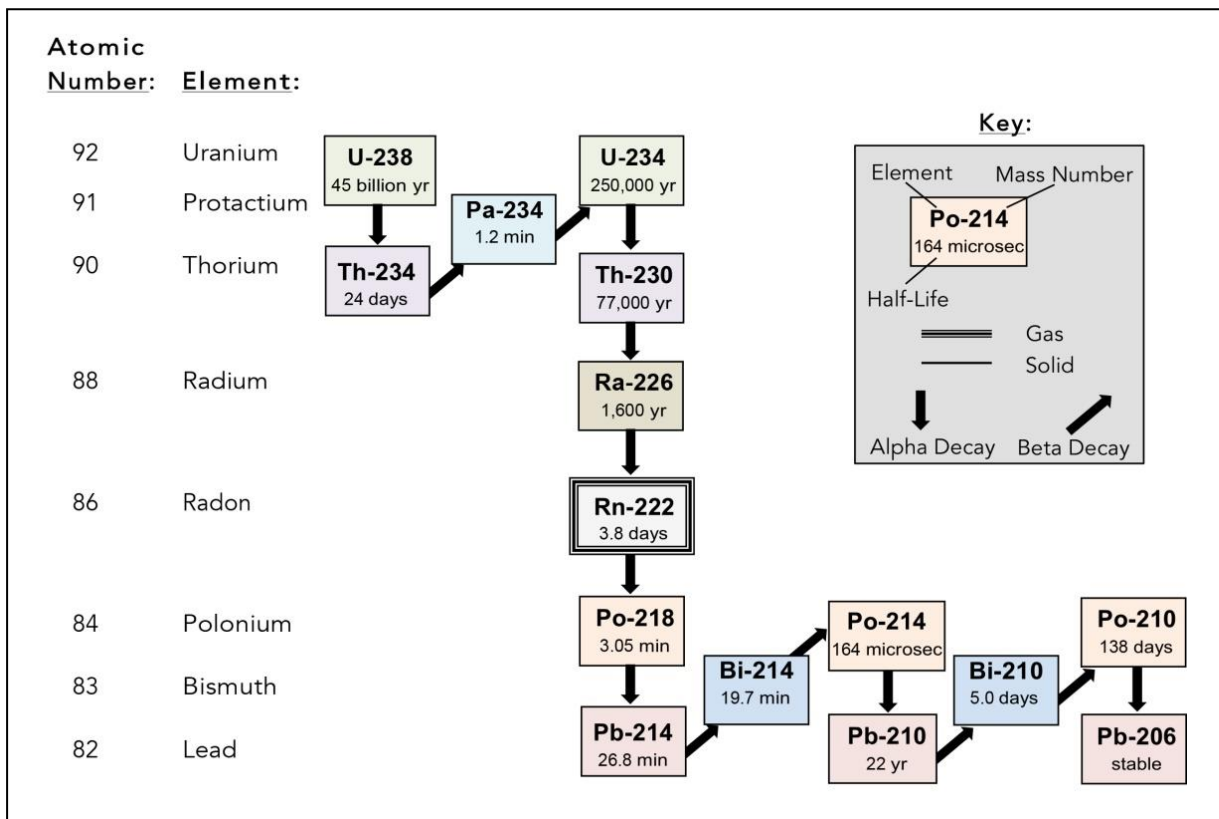 Atomic
Number: Element:
92 Uranium
U-238
45 billion yr
U-234
250,000 yr
91 Protactium
Pa-234
1.2 min
90 Thorium
Th-234
24 days
Th-230
77,000 yr
88 Radium
Ra-226
1,600 yr
86 Radon
Rn-222
3.8 days
84 Polonium
Po-218
3.05 min
Po-214
164 microsec
Po-210
138 days
83 Bismuth
Bi-214
19.7 min
Bi-210
5.0 days
82 Lead
Pb-214
26.8 min
Pb-210
22 yr
Pb-206
stable
Key:
Element Mass Number
Po-214
164 microsec
Half-Life
Gas
Solid
Alpha Decay Beta Decay